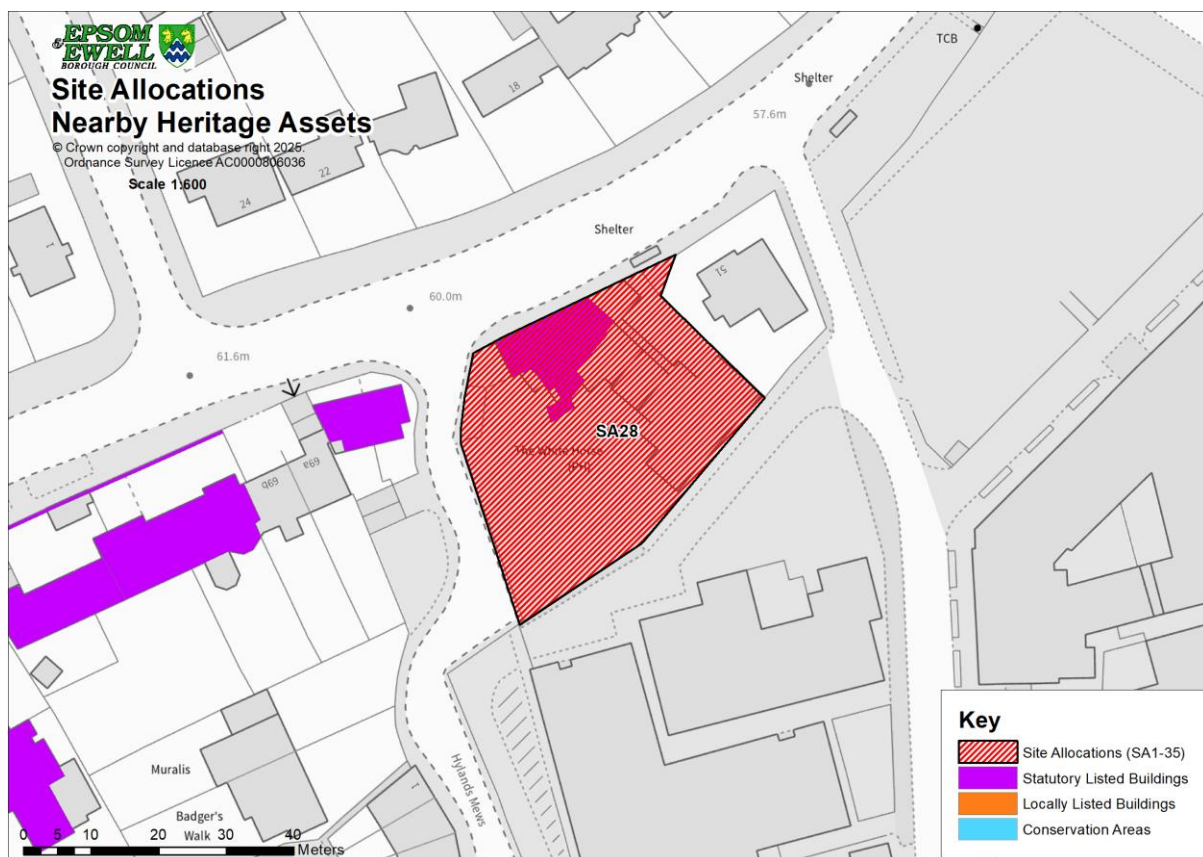 & EPSOM
EWELL
BOROUGH COUNCIL
Site Allocations
Nearby Heritage Assets
© Crown copyright and database right 2025.
Ordnance Survey Licence AC0000806036
Scale 1:600
TCB
Shelter
57.6m
18
22
24
1
Shelter
51
60.0m
61.6m
SA28
The White Horse
(PH)
69a
69b
Muralis
Badger's
Walk
1
Hylands Mews
0 5 10 20 30 40
Meters
Key
Site Allocations (SA1-35)
Statutory Listed Buildings
Locally Listed Buildings
Conservation Areas